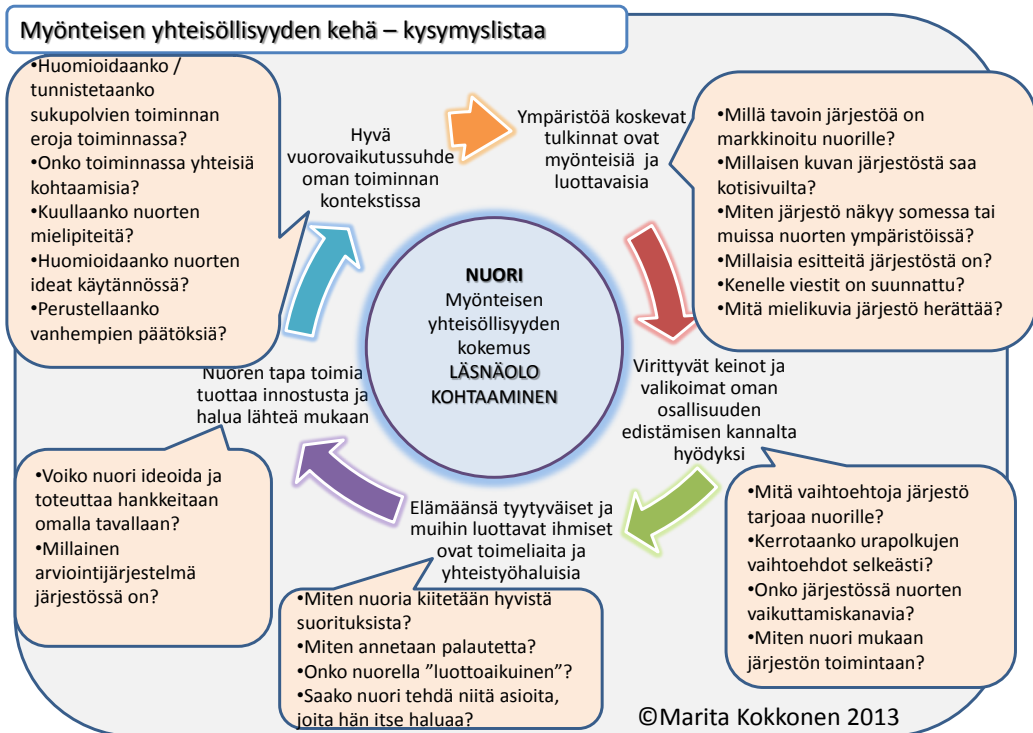 Myönteisen yhteisöllisyyden kehä – kysymyslistaa
•Huomioidaanko /
tunnistetaanko
sukupolvien toiminnan
eroja toiminnassa?
•Onko toiminnassa yhteisiä
kohtaamisia?
•Kuullaanko nuorten
mielipiteitä?
•Huomioidaanko nuorten
ideat käytännössä?
•Perustellaanko
vanhempien päätöksiä?
Hyvä
vuorovaikutussuhde
oman toiminnan
kontekstissa
Ympäristöä koskevat
tulkinnat ovat
myönteisiä ja
luottavaisia
•Millä tavoin järjestöä on
markkinoitu nuorille?
•Millaisen kuvan järjestöstä saa
kotisivuilta?
•Miten järjestö näkyy somessa tai
muissa nuorten ympäristöissä?
•Millaisia esitteitä järjestöstä on?
•Kenelle viestit on suunnattu?
•Mitä mielikuvia järjestö herättää?
NUORI
Myönteisen
yhteisöllisyyden
kokemus
LÄSNÄOLO
KOHTAAMINEN
Nuoren tapa toimia
tuottaa innostusta ja
halua lähteä mukaan
Virittyvät keinot ja
valikoimat oman
osallisuuden
edistämisen kannalta
hyödyksi
•Voiko nuori ideoida ja
toteuttaa hankkeitaan
omalla tavallaan?
•Millainen
arviointijärjestelmä
järjestössä on?
Elämäänsä tyytyväiset ja
muihin luottavat ihmiset
ovat toimeliaita ja
yhteistyöhaluisia
•Miten nuoria kiitetään hyvistä
suorituksista?
•Miten annetaan palautetta?
•Onko nuorella ”luottoaikuinen”?
•Saako nuori tehdä niitä asioita,
joita hän itse haluaa?
•Mitä vaihtoehtoja järjestö
tarjoaa nuorille?
•Kerrotaanko urapolkujen
vaihtoehdot selkeästi?
•Onko järjestössä nuorten
vaikuttamiskanavia?
•Miten nuori mukaan
järjestön toimintaan?
©Marita Kokkonen 2013